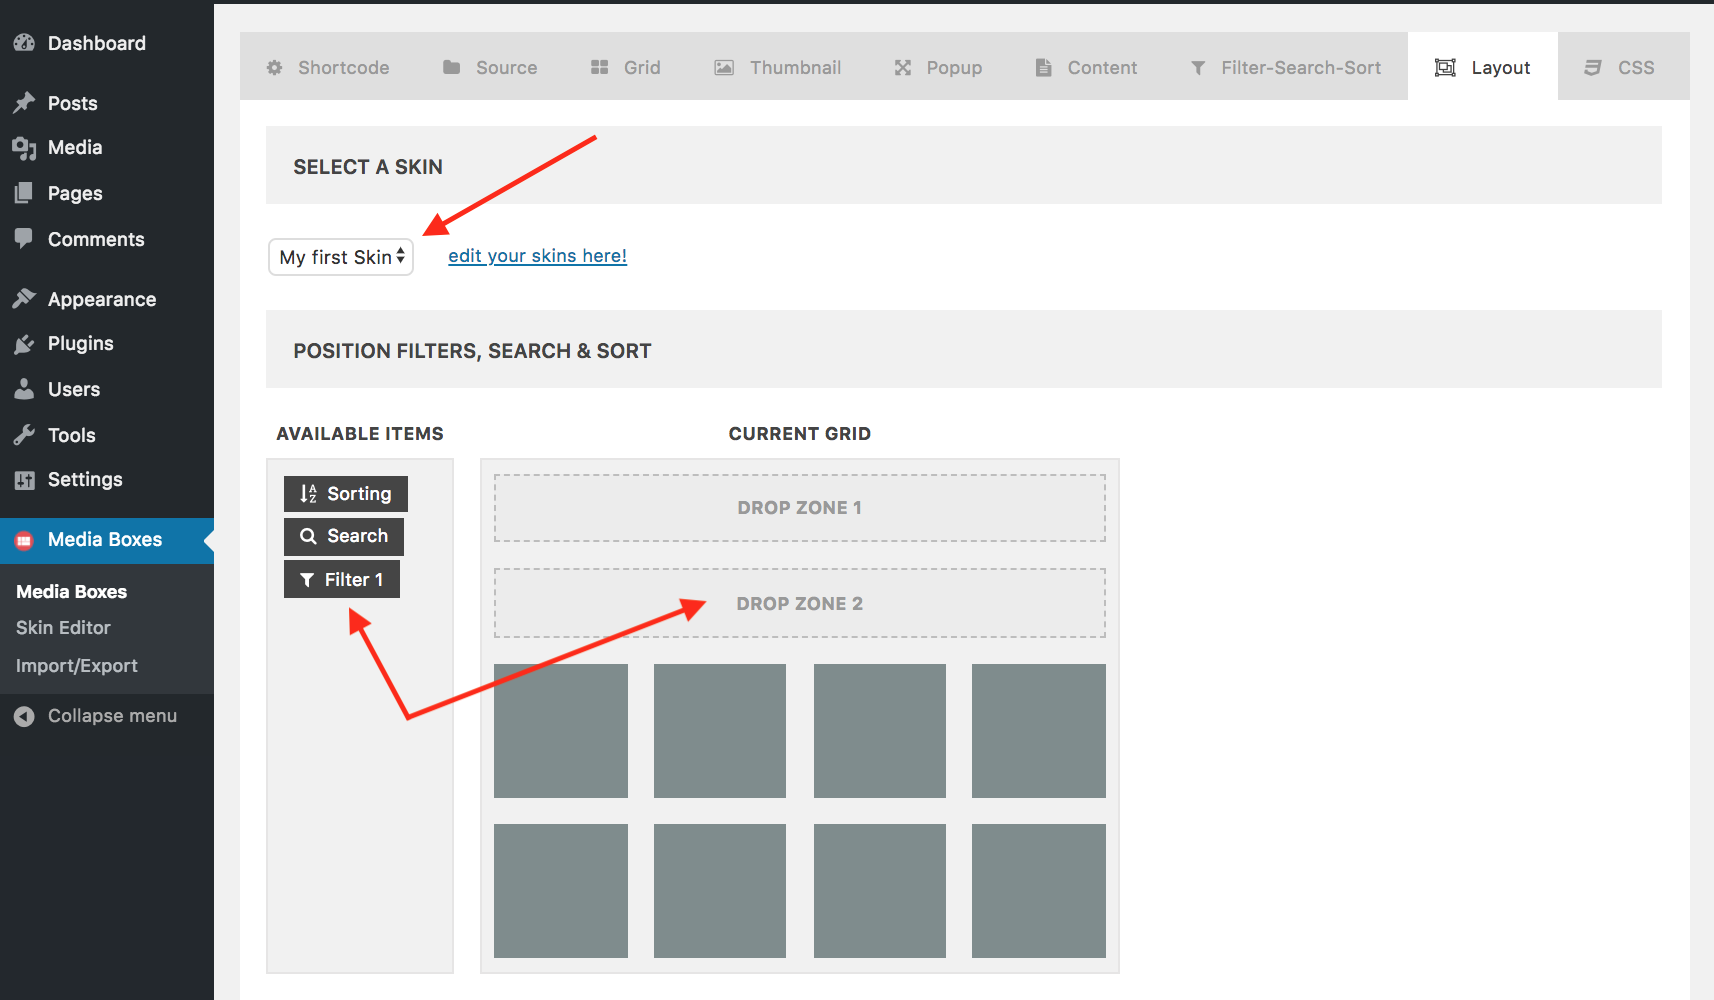 Dashboard
Posts
Media
Pages
Comments
Appearance
Plugins
Users
Tools
Settings
Media Boxes
Media Boxes
Skin Editor
Import/Export
Collapse menu
Shortcode Source Grid Thumbnail Popup Content Filter-Search-Sort Layout CSS
SELECT A SKIN
My first Skin edit your skins here!
POSITION FILTERS, SEARCH & SORT
AVAILABLE ITEMS
Sorting
Search
Filter 1
CURRENT GRID
DROP ZONE 1
DROP ZONE 2